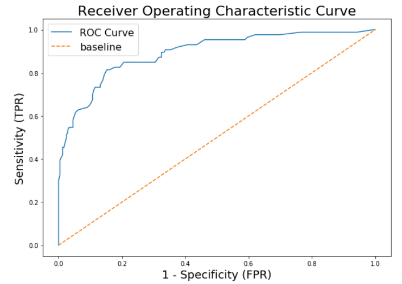 Receiver Operating Characteristic Curve
ROC Curve
baseline
Sensitivity (TPR)
1.0
0.8
0.6
0.4
0.2
0.0
0.0 0.2 0.4 0.6 0.8 1.0
1 - Specificity (FPR)